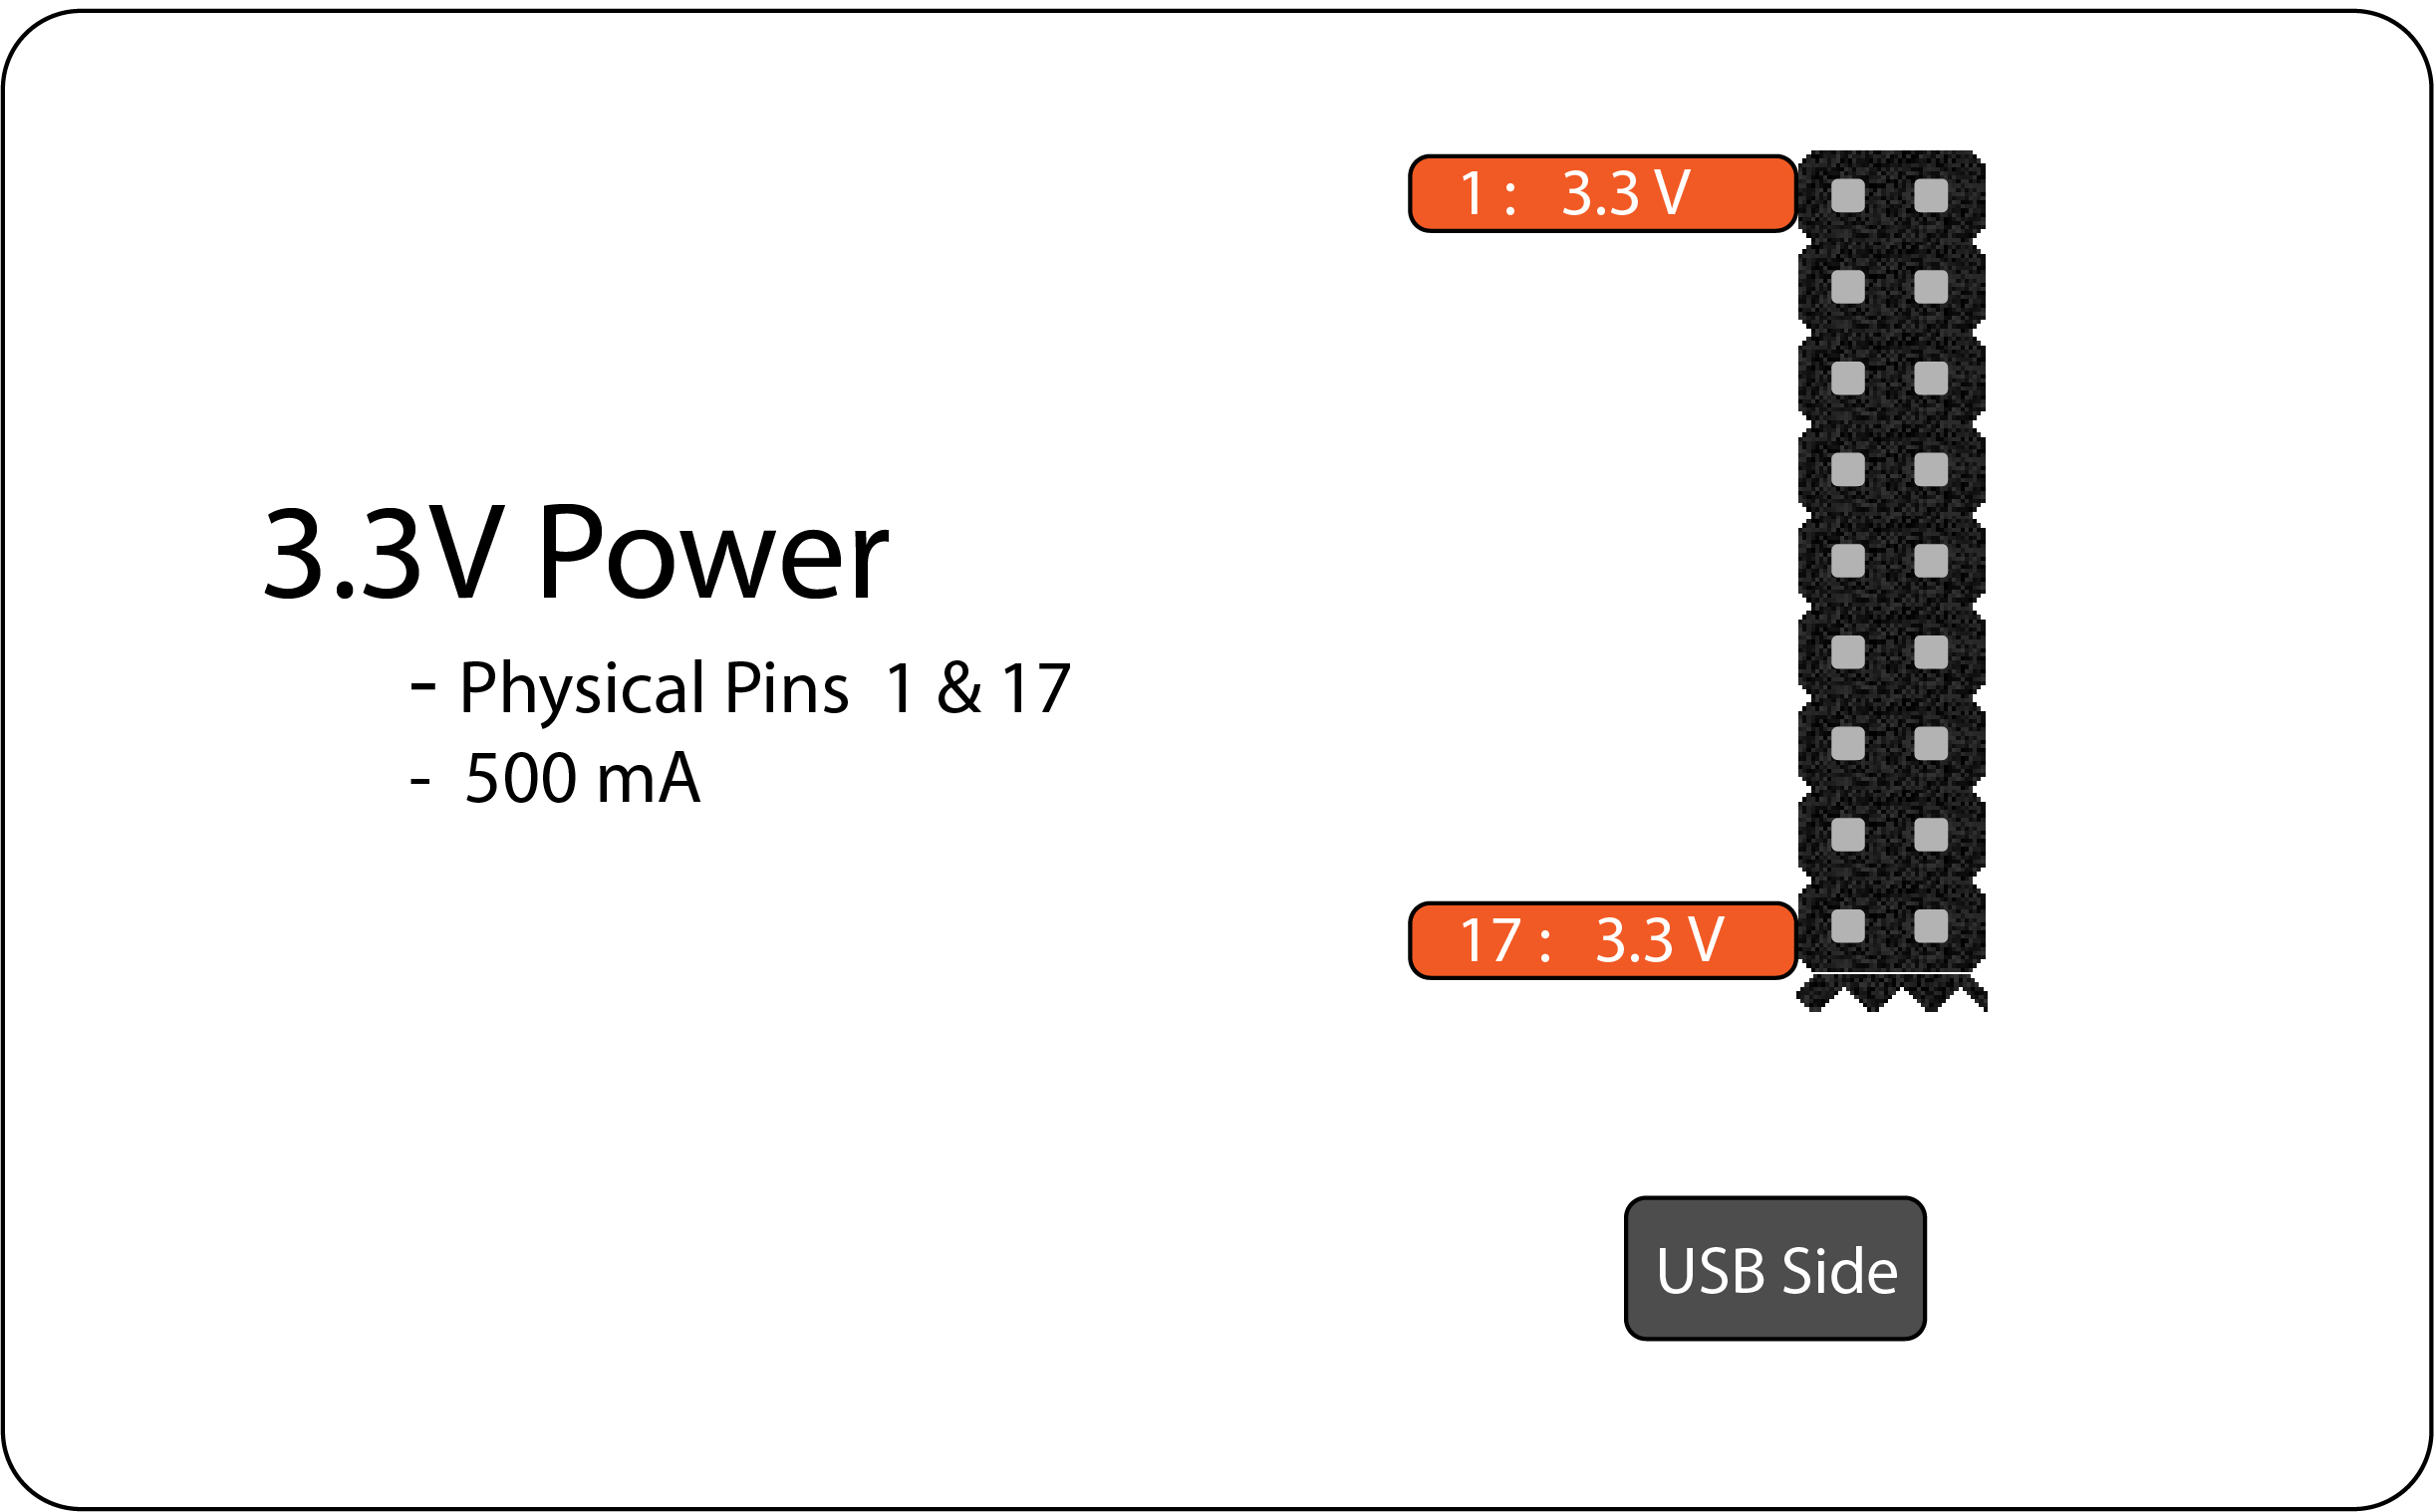 1 : 3.3 V
3.3V Power
- Physical Pins 1 & 17
- 500 mA
17 : 3.3 V
USB Side